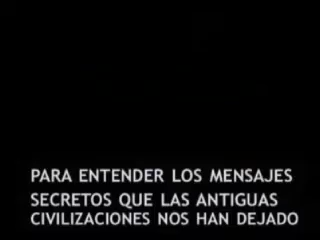 PARA ENTENDER LOS MENSAJES
SECRETOS QUE LAS ANTIGUAS
CIVILIZACIONES NOS HAN DEJADO